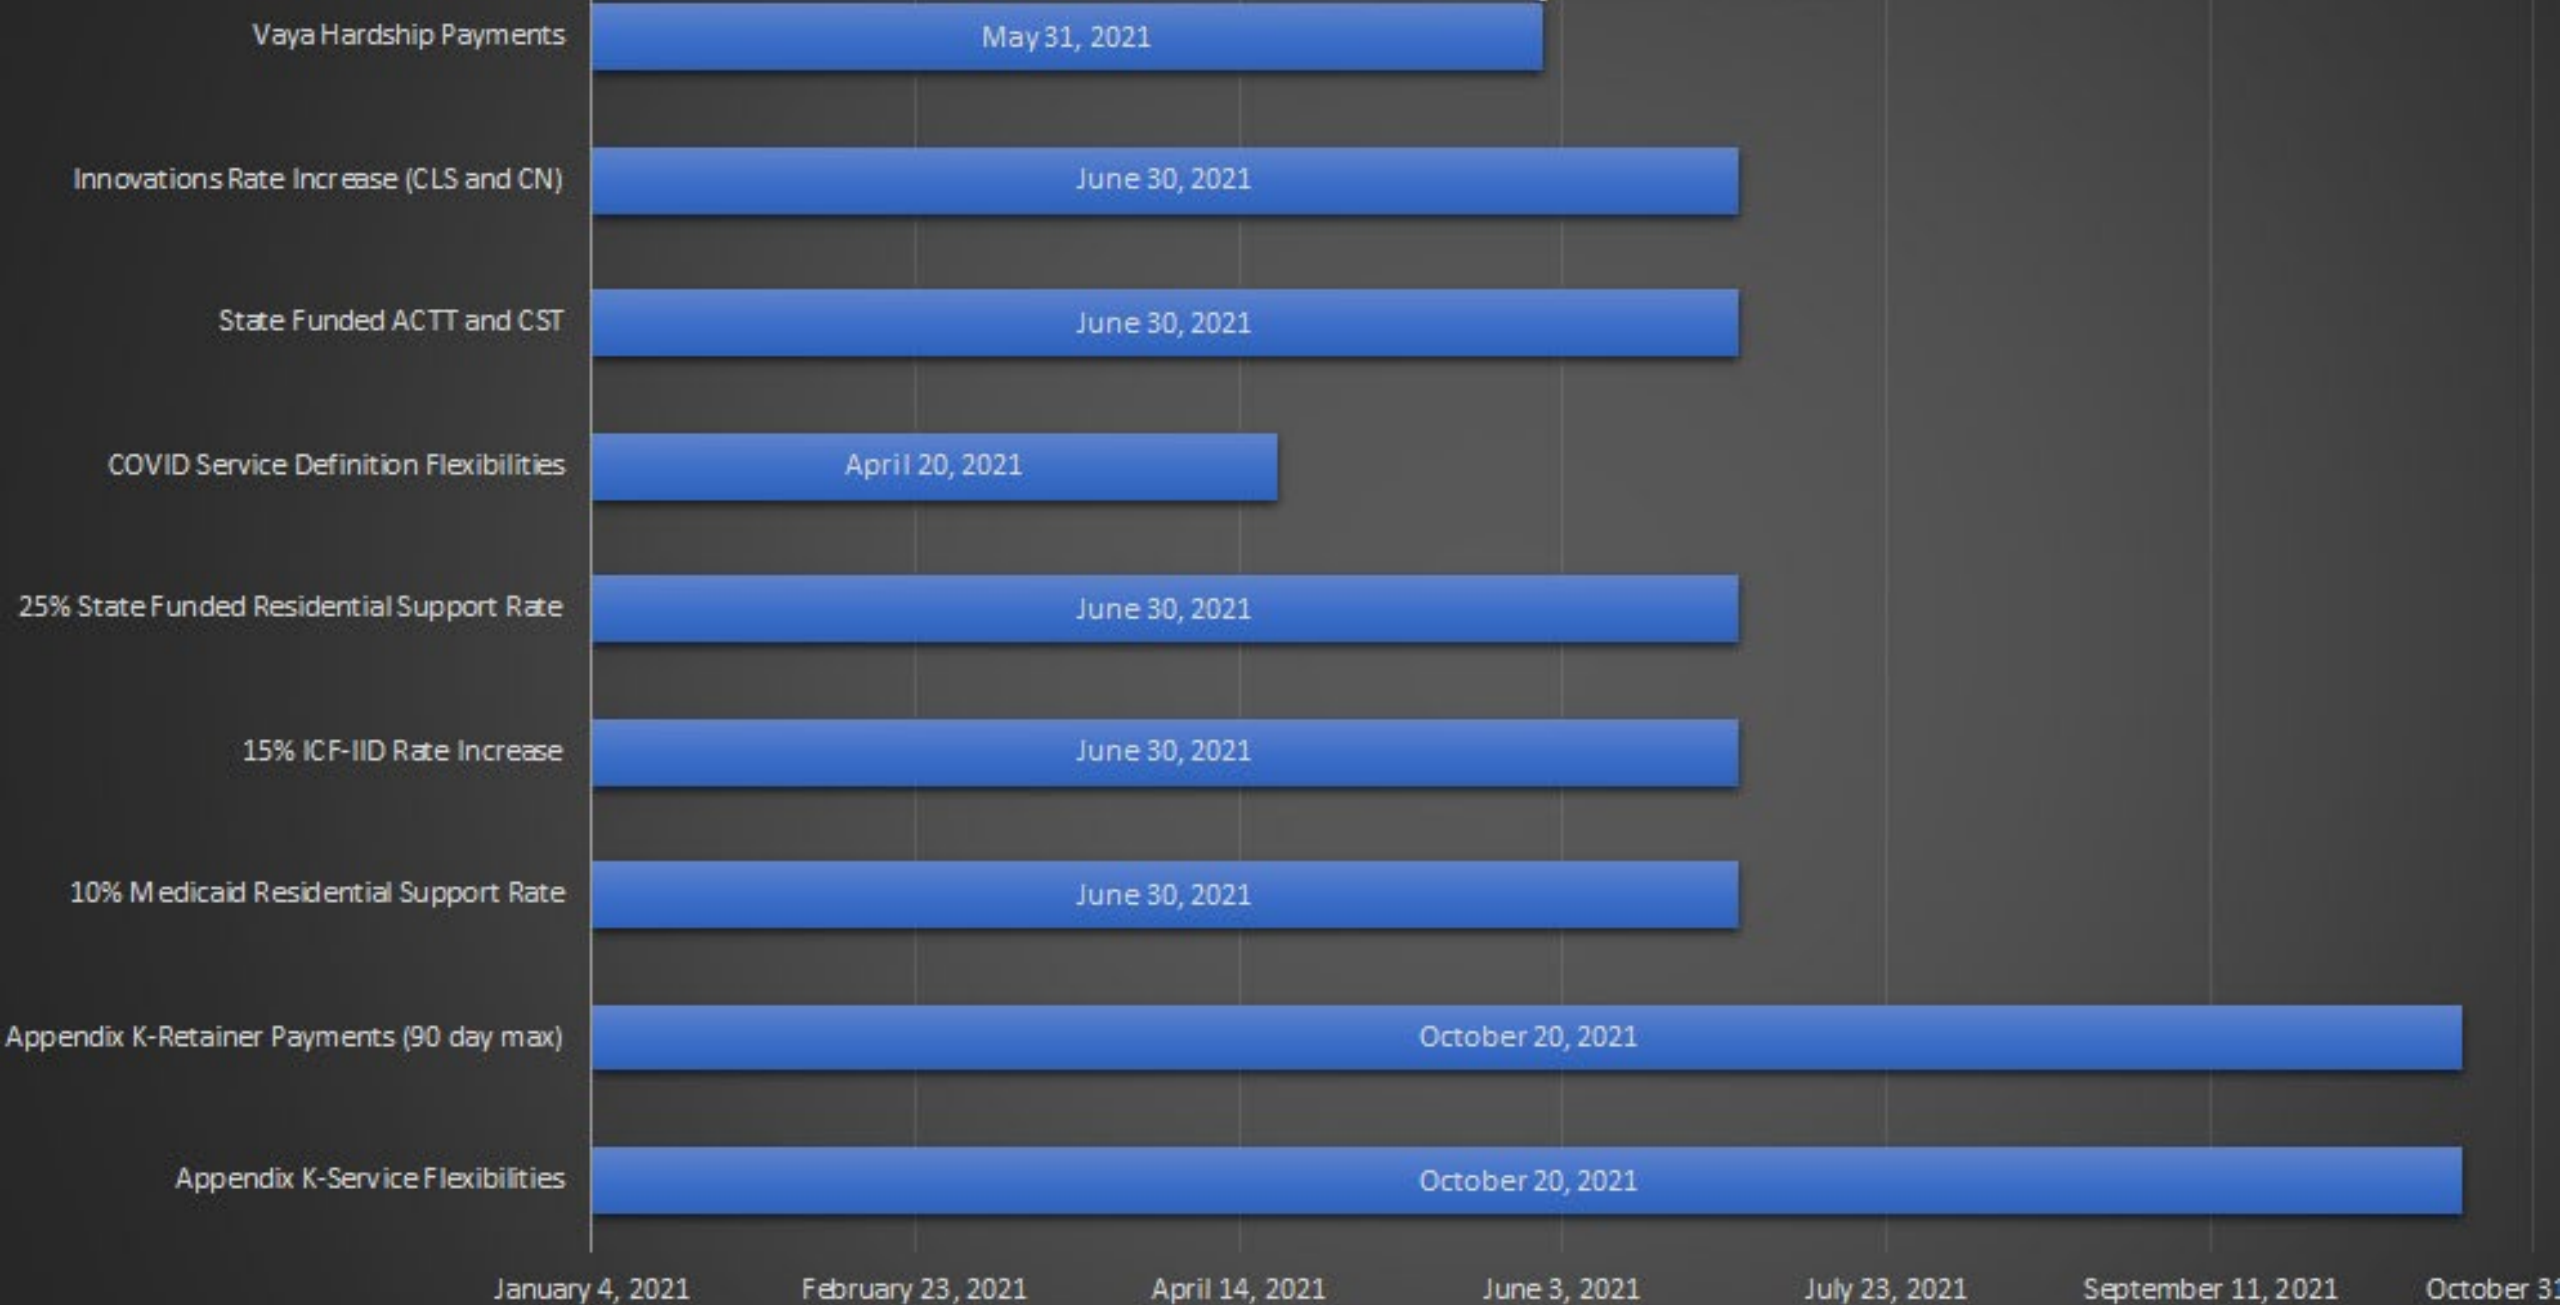 Vaya Hardship Payments
May 31, 2021
Innovations Rate Increase (CLS and CN)
June 30, 2021
State Funded ACTT and CST
June 30, 2021
COVID Service Definition Flexibilities
April 20, 2021
25% State Funded Residential Support Rate
June 30, 2021
15% ICF-IID Rate Increase
June 30, 2021
10% Medicaid Residential Support Rate
June 30, 2021
Appendix K-Retainer Payments (90 day max)
October 20, 2021
Appendix K-Service Flexibilities
October 20, 2021
January 4, 2021 February 23, 2021 April 14, 2021 June 3, 2021 July 23, 2021 September 11, 2021 October 31